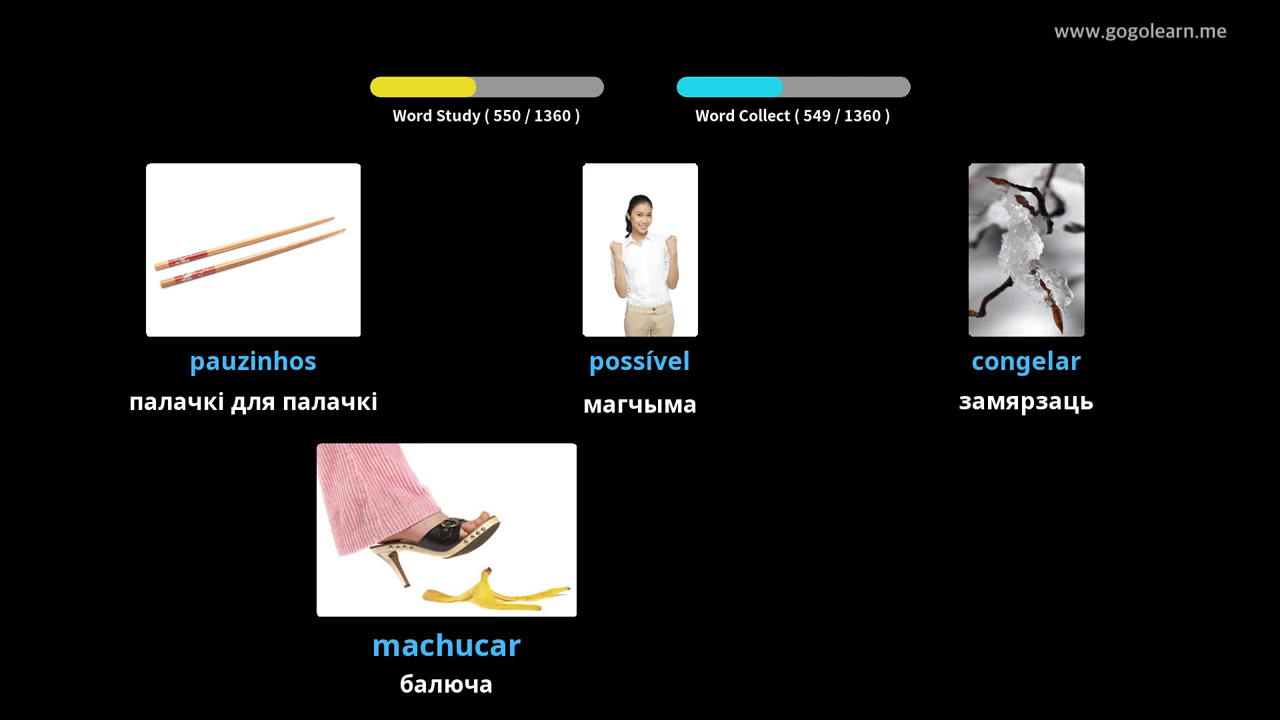 www.gogolearn.me
Word Study ( 550 / 1360 )
Word Collect ( 549 / 1360 )
pauzinhos
палачкі для палачкі
possível
магчыма
congelar
замярзаць
machucar
балюча